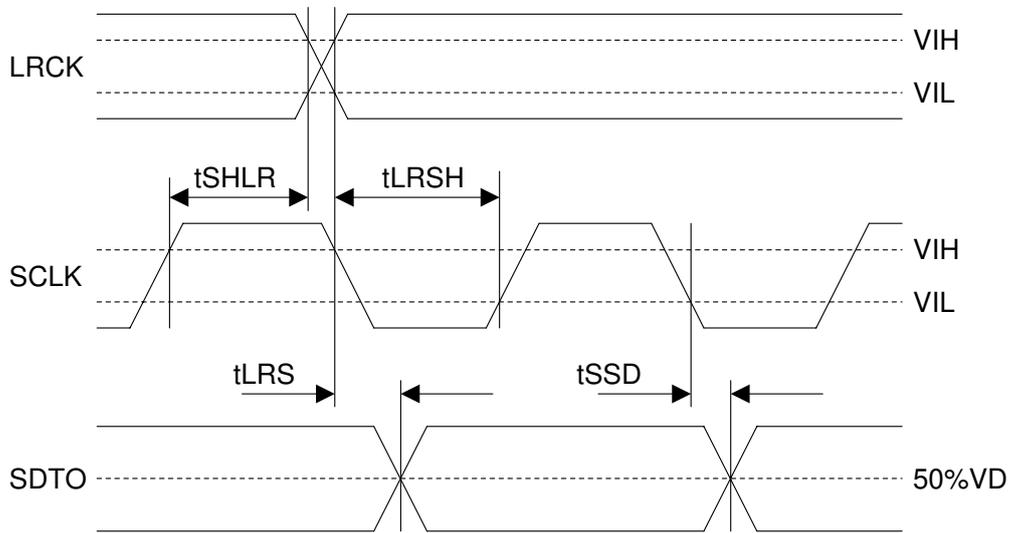 VIH
LRCK
VIL
tSHLR tLRSH
VIH
SCLK
VIL
tLRS tSSD
SDTO 50%VD